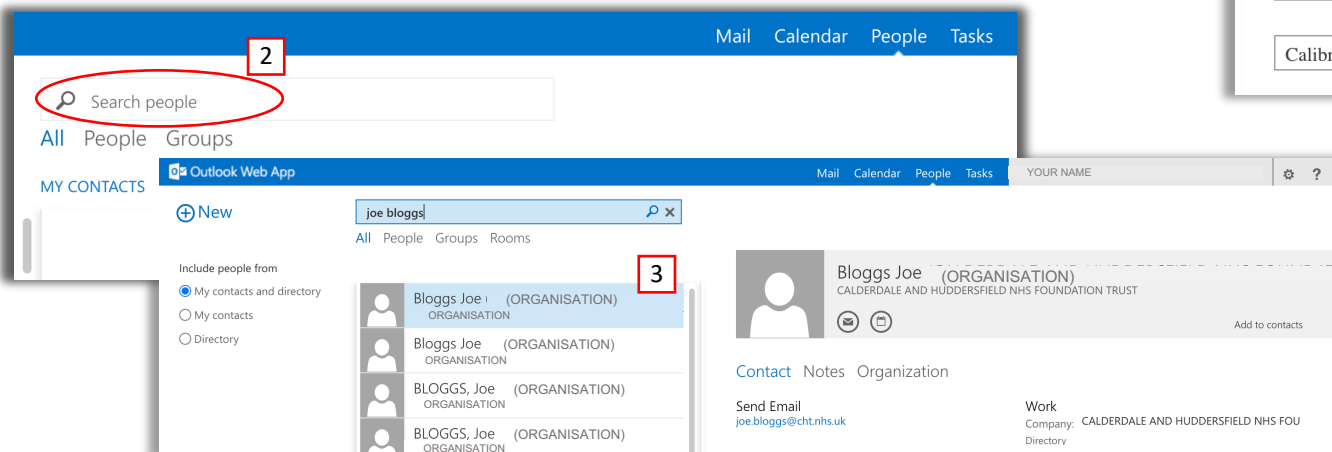 Calibr
Mail Calendar People Tasks
2
Search people
All People Groups
MY CONTACTS
Outlook Web App
Mail Calendar People Tasks
YOUR NAME
?
New
joe bloggs
All People Groups Rooms
Include people from
My contacts and directory
My contacts
Directory
3
Bloggs Joe (ORGANISATION)
ORGANISATION
Bloggs Joe (ORGANISATION)
ORGANISATION
BLOGGS, Joe (ORGANISATION)
ORGANISATION
BLOGGS, Joe (ORGANISATION)
ORGANISATION
Bloggs Joe (ORGANISATION)
CALDERDALE AND HUDDERSFIELD NHS FOUNDATION TRUST
Add to contacts
Contact Notes Organization
Send Email
joe.bloggs@cht.nhs.uk
Work
Company: CALDERDALE AND HUDDERSFIELD NHS FOU
Directory